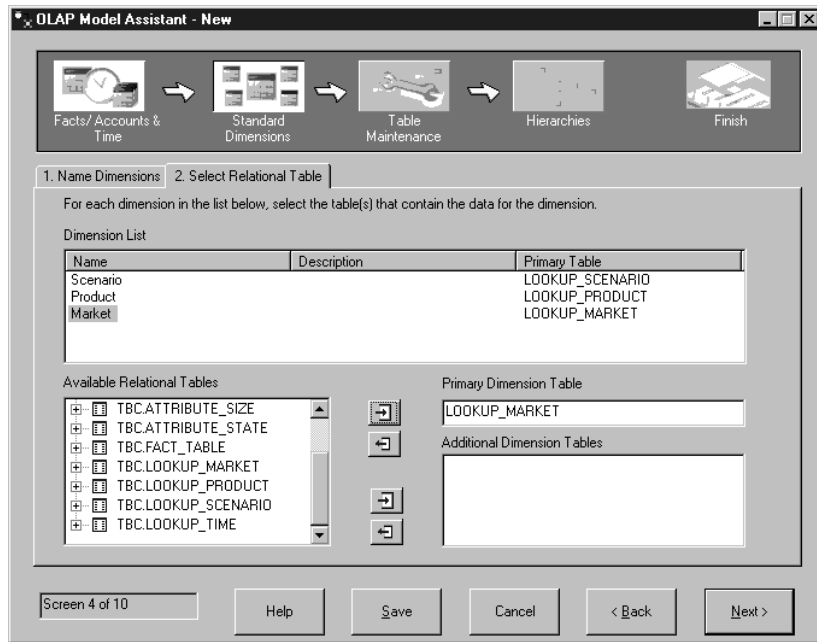 OLAP Model Assistant - New
Facts/ Accounts &
Time
Standard
Dimensions
Table
Maintenance
Hierarchies
Finish
1. Name Dimensions
2. Select Relational Table
For each dimension in the list below, select the table(s) that contain the data for the dimension.
Dimension List
Name Description Primary Table
Scenario LOOKUP_SCENARIO
Product LOOKUP_PRODUCT
Market LOOKUP_MARKET
Available Relational Tables
TBC.ATTRIBUTE_SIZE
TBC.ATTRIBUTE_STATE
TBC.FACT_TABLE
TBC.LOOKUP_MARKET
TBC.LOOKUP_PRODUCT
TBC.LOOKUP_SCENARIO
TBC.LOOKUP_TIME
Primary Dimension Table
LOOKUP_MARKET
Additional Dimension Tables
Screen 4 of 10
Help
Save
Cancel
< Back
Next >